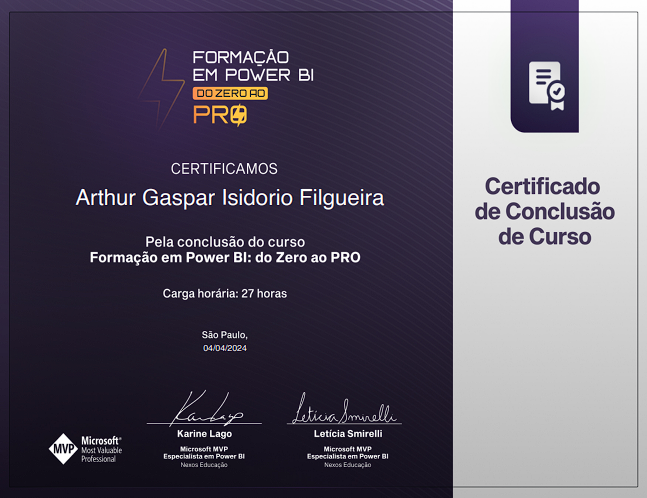 FORMAÇÃO
EM POWER BI
DO ZERO AO
PRO
CERTIFICAMOS
Arthur Gaspar Isidorio Filgueira
Pela conclusão do curso
Formação em Power BI: do Zero ao PRO
Carga horária: 27 horas
São Paulo,
04/04/2024
Karine Lago
Microsoft MVP
Especialista em Power BI
Nexos Educação
Letícia Smirelli
Letícia Smirelli
Microsoft MVP
Especialista em Power BI
Nexos Educação
MVP
Microsoft®
Most Valuable
Professional
Certificado
de Conclusão
de Curso